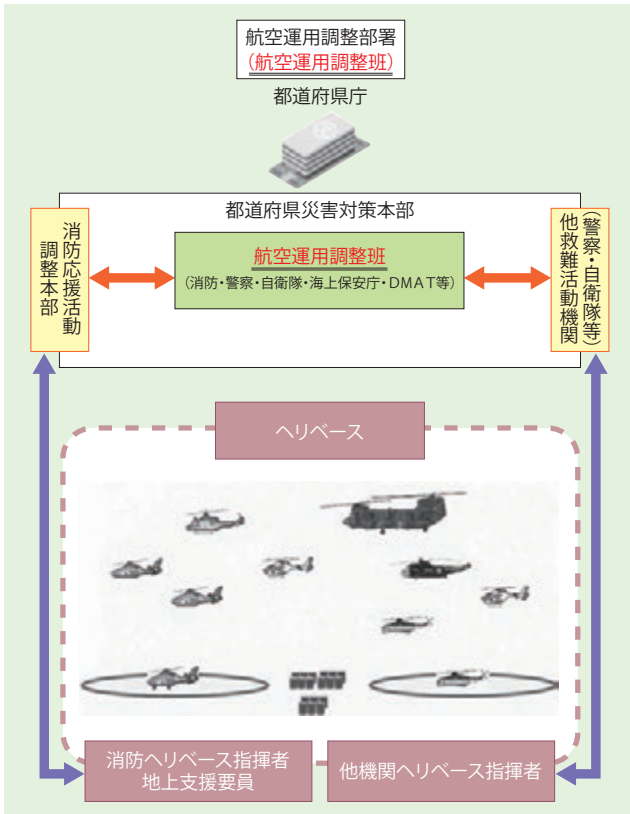 航空運用調整部署
(航空運用調整班)
都道府県庁
都道府県災害対策本部
消防応援活動
調整本部
航空運用調整班
(消防・警察・自衛隊・海上保安庁・DMAT等)
(警察・自衛隊等)
他救難活動機関
ヘリベース
消防ヘリベース指揮者
地上支援要員
他機関ヘリベース指揮者